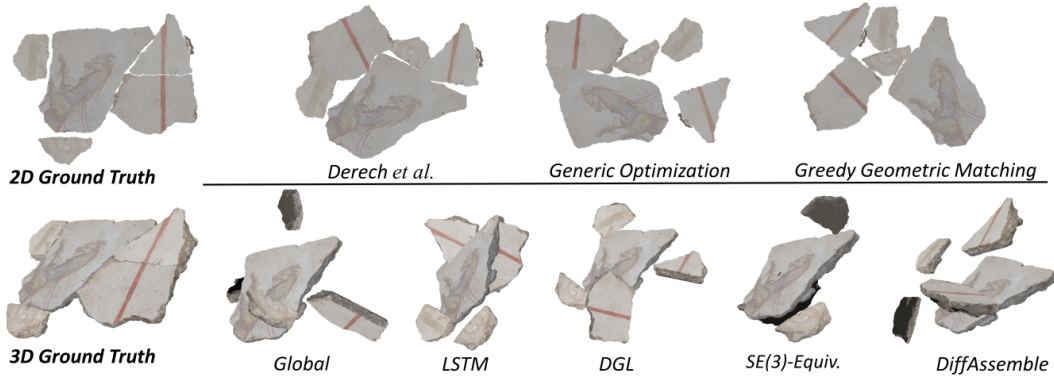 2D Ground Truth
Derech et al.
Generic Optimization
Greedy Geometric Matching
3D Ground Truth
Global
LSTM
DGL
SE(3)-Equiv.
DiffAssemble